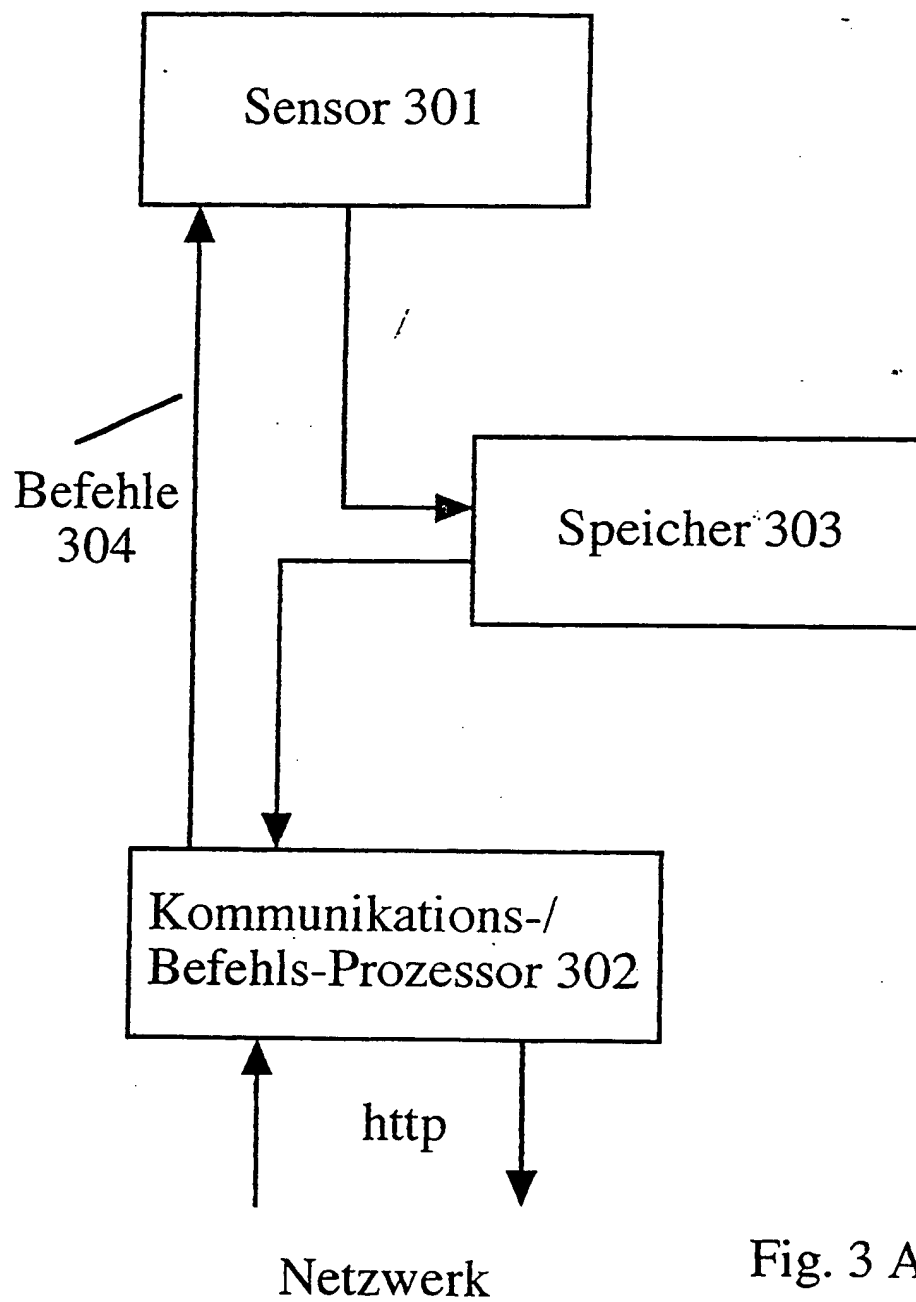 Sensor 301
Befehle
304
Speicher 303
Kommunikations-/
Befehls-Prozessor 302
http
Netzwerk
Fig. 3 A